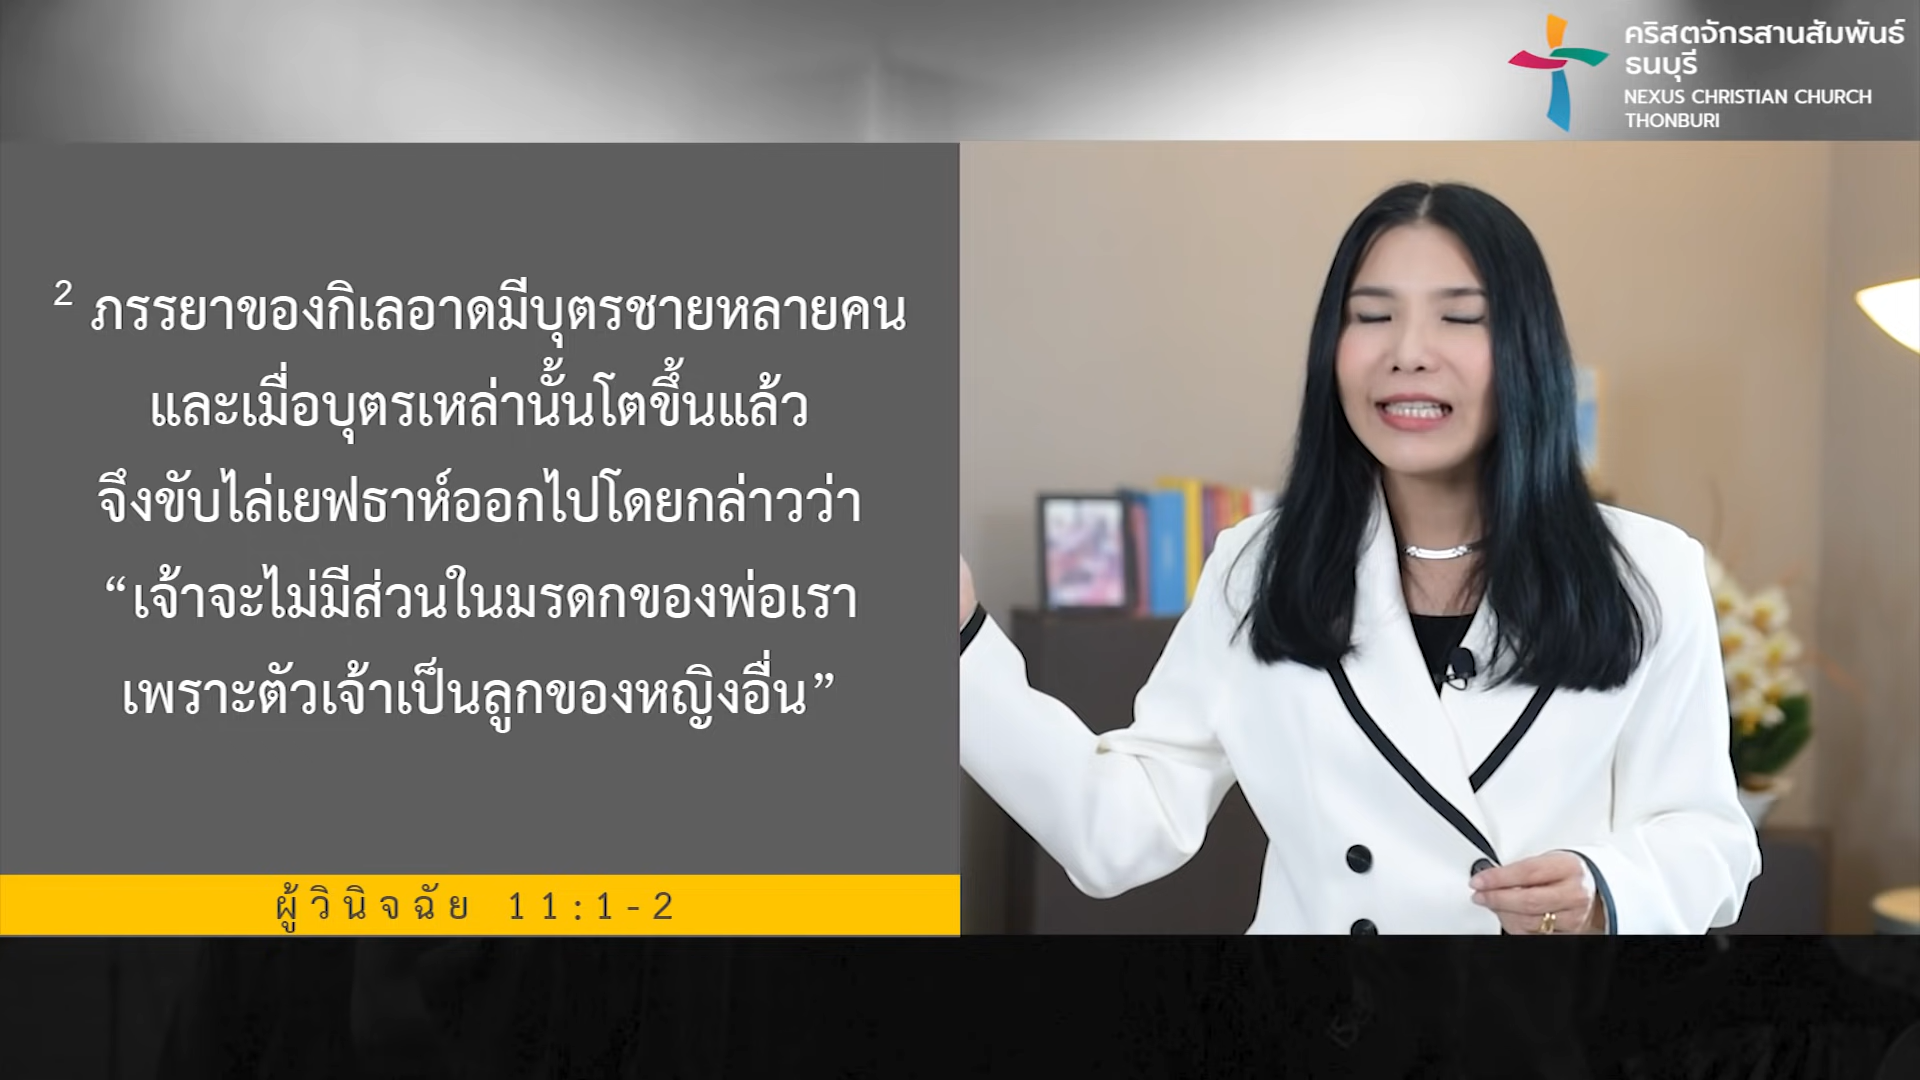 คริสตจักรสานสัมพันธ์
ธนบุรี
NEXUS CHRISTIAN CHURCH
THONBURI
2 ภรรยาของกิเลอาดมีบุตรชายหลายคน
และเมื่อบุตรเหล่านั้นโตขึ้นแล้ว
จึงขับไล่เยฟธาห์ออกไปโดยกล่าวว่า
“เจ้าจะไม่มีส่วนในมรดกของพ่อเรา
เพราะตัวเจ้าเป็นลูกของหญิงอื่น”
ผู้วินิจฉัย 11:1-2